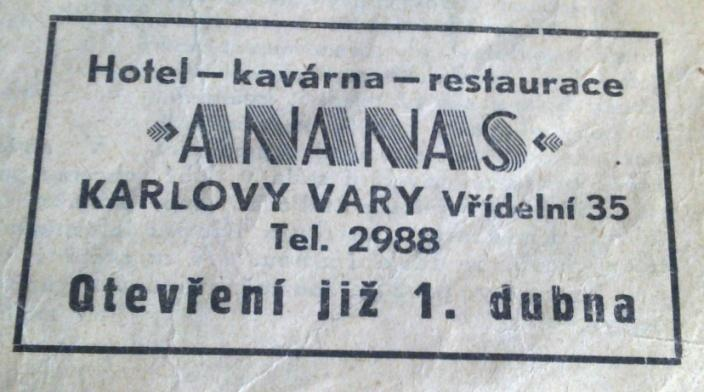 Hotel — kavárna — restaurace
»ANANAS«
KARLOVY VARY Vřídelní 35
Tel. 2988
Otevření již 1. dubna